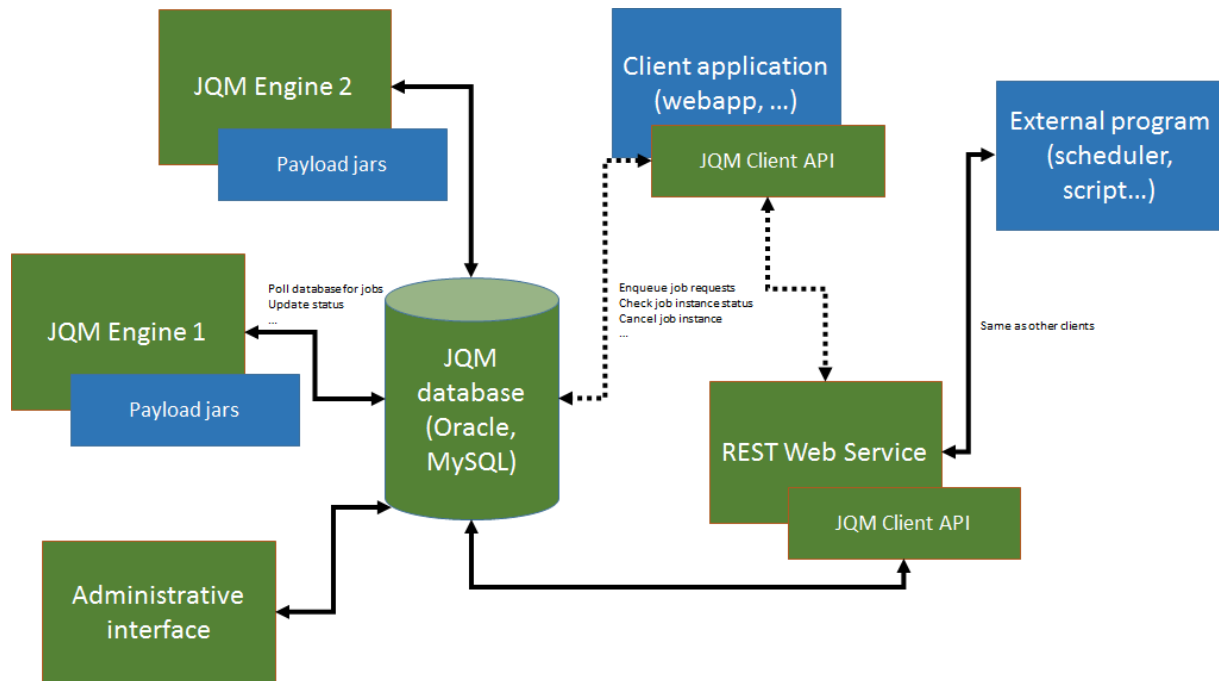 JQM Engine 2
Payload jars
Client application
(webapp, ...)
JQM Client API
External program
(scheduler,
script...)
JQM Engine 1
Payload jars
Poll database for jobs
Update status
...
JQM
database
(Oracle,
MySQL)
Enqueue job requests
Check job instance status
Cancel job instance
...
Same as other clients
REST Web Service
JQM Client API
Administrative
interface